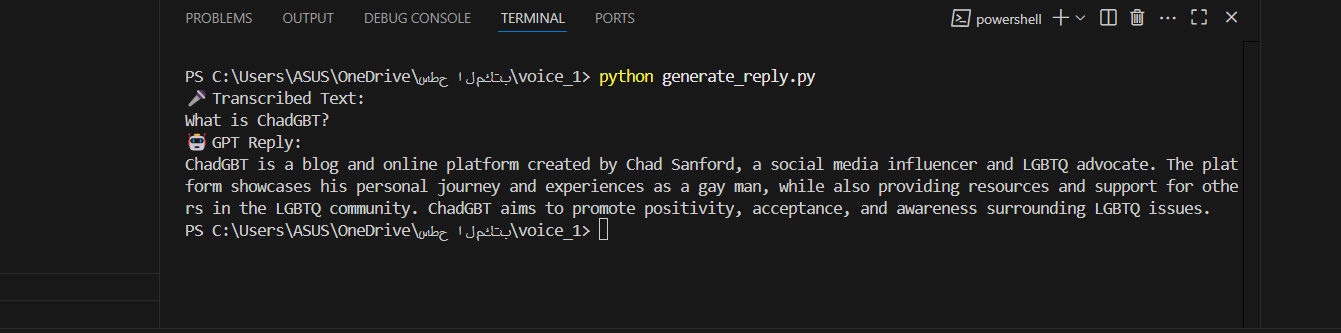 PROBLEMS OUTPUT DEBUG CONSOLE TERMINAL PORTS powershell
PS C:\Users\ASUS\OneDrive\سطح المكتب\voice_1> python generate_reply.py
🎤 Transcribed Text:
What is ChadGBT?
🤖 GPT Reply:
ChadGBT is a blog and online platform created by Chad Sanford, a social media influencer and LGBTQ advocate. The plat
form showcases his personal journey and experiences as a gay man, while also providing resources and support for othe
rs in the LGBTQ community. ChadGBT aims to promote positivity, acceptance, and awareness surrounding LGBTQ issues.
PS C:\Users\ASUS\OneDrive\سطح المكتب\voice_1>